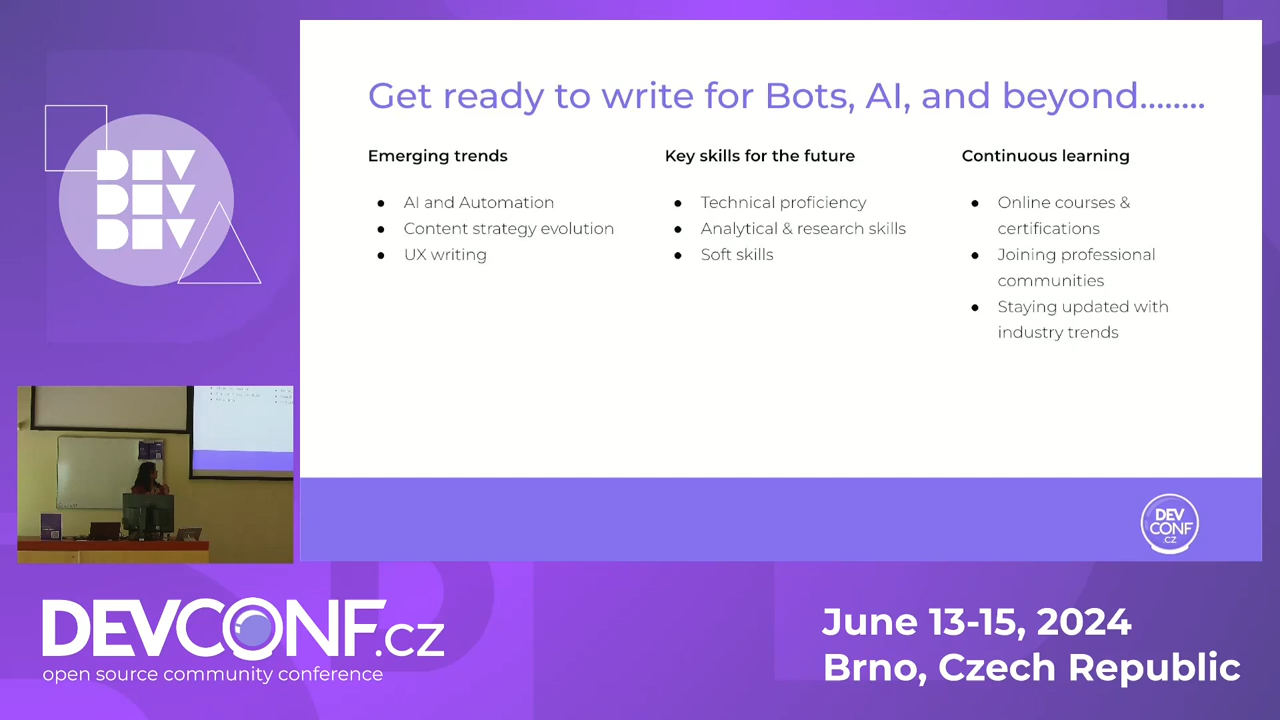 DEV
DEV
DEV
Get ready to write for Bots, AI, and beyond........
Emerging trends
● AI and Automation
● Content strategy evolution
● UX writing
Key skills for the future
● Technical proficiency
● Analytical & research skills
● Soft skills
Continuous learning
● Online courses &
certifications
● Joining professional
communities
● Staying updated with
industry trends
DEV
CONF
.CZ
DEVCONF.cz
open source community conference
June 13-15, 2024
Brno, Czech Republic